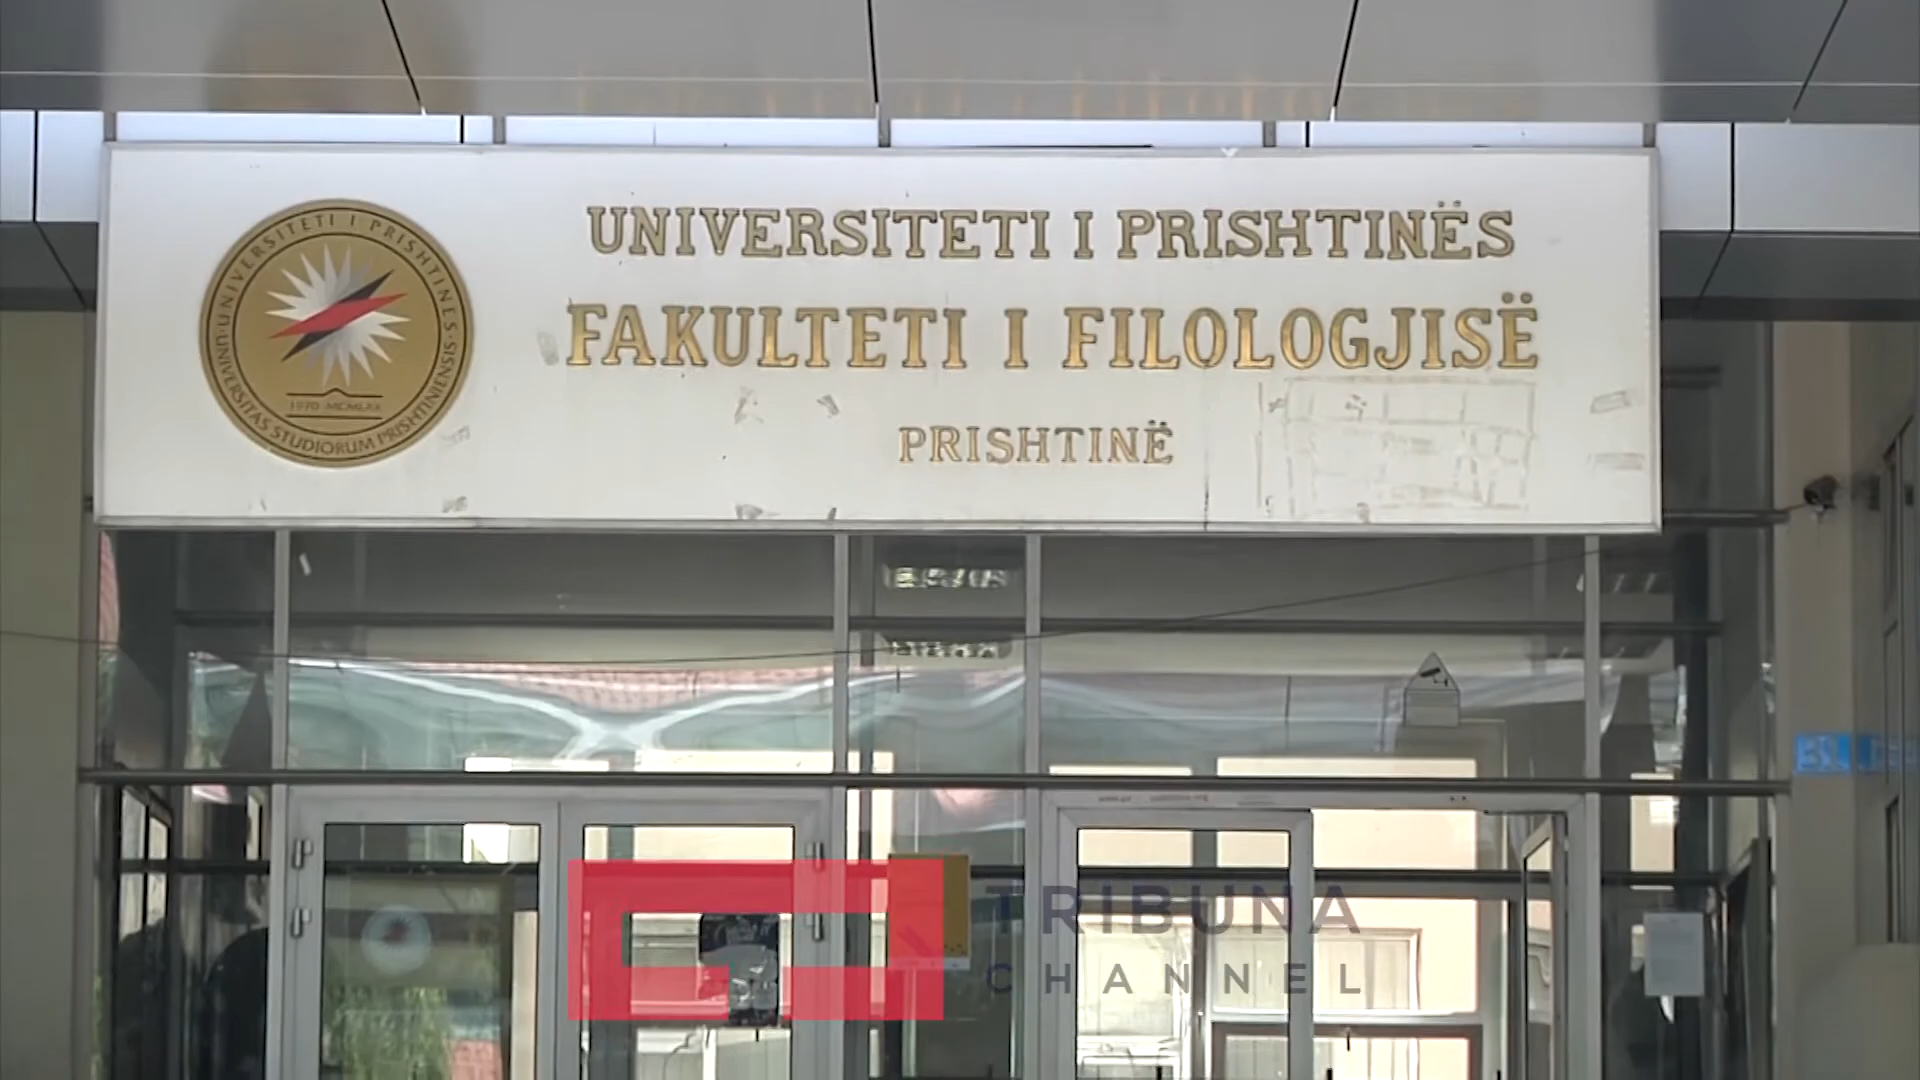 UNIVERSITETI I PRISHTINËS
FAKULTETI I FILOLOGJISË
PRISHTINË
·UNIVERSITETI I PRISHTINËS·
1970 MCMLXX
UNIVERSITAS STUDIORUM PRISHTINIENSIS
TRIBUNA
CHANNEL